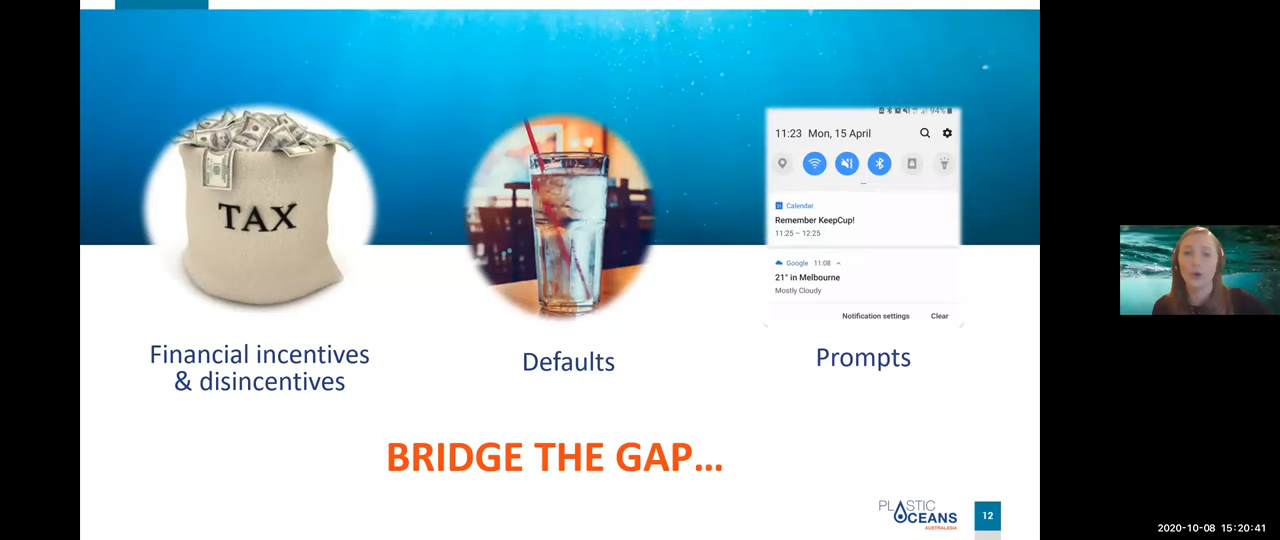 TAX
11:23 Mon, 15 April
94%
Calendar
Remember KeepCup!
11:25 – 12:25
Google 11:08
21° in Melbourne
Mostly Cloudy
Notification settings Clear
Financial incentives
& disincentives
Defaults
Prompts
BRIDGE THE GAP...
PLASTIC
OCEANS
AUSTRALASIA
12
2020-10-08 15:20:41